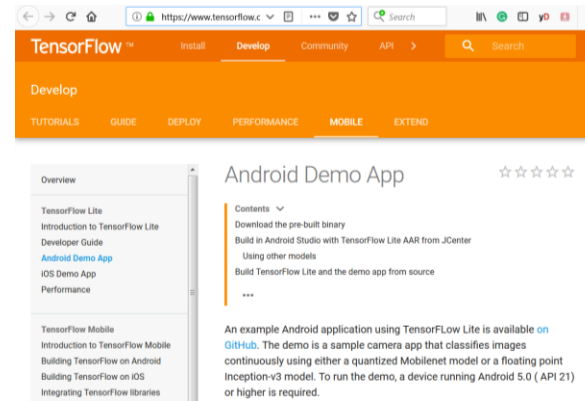 https://www.tensorflow.c
Search
TensorFlow ™
Install
Develop
Community
API
Search
Develop
TUTORIALS
GUIDE
DEPLOY
PERFORMANCE
MOBILE
EXTEND
Overview
TensorFlow Lite
Introduction to TensorFlow Lite
Developer Guide
Android Demo App
iOS Demo App
Performance
TensorFlow Mobile
Introduction to TensorFlow Mobile
Building TensorFlow on Android
Building TensorFlow on iOS
Integrating TensorFlow libraries
Android Demo App
Contents
Download the pre-built binary
Build in Android Studio with TensorFlow Lite AAR from JCenter
Using other models
Build TensorFlow Lite and the demo app from source
•••
An example Android application using TensorFLow Lite is available on
GitHub. The demo is a sample camera app that classifies images
continuously using either a quantized Mobilenet model or a floating point
Inception-v3 model. To run the demo, a device running Android 5.0 ( API 21)
or higher is required.